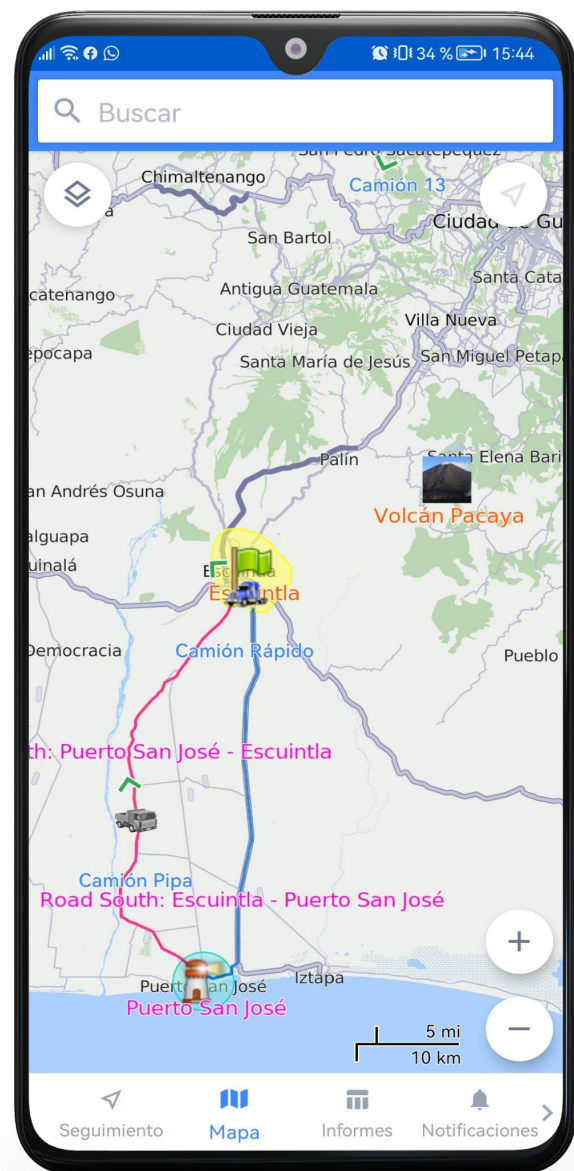 34 % 15:44
Buscar
San Pedro Sacatepéquez
Chimaltenango
Camión 13
Ciudad de Gu
San Bartol
Santa Cata
catenango
Antigua Guatemala
Villa Nueva
Ciudad Vieja
epocapa
Santa María de Jesús
San Miguel Petapa
Palín
Santa Elena Bari
an Andrés Osuna
Volcán Pacaya
alguapa
uinalá
Escuintla
Escuintla
Democracia
Camión Rápido
Pueblo
th: Puerto San José - Escuintla
Camión Pipa
Road South: Escuintla - Puerto San José
Puerto San José
Iztapa
Puerto San José
5 mi
10 km
Seguimiento
Mapa
Informes
Notificaciones